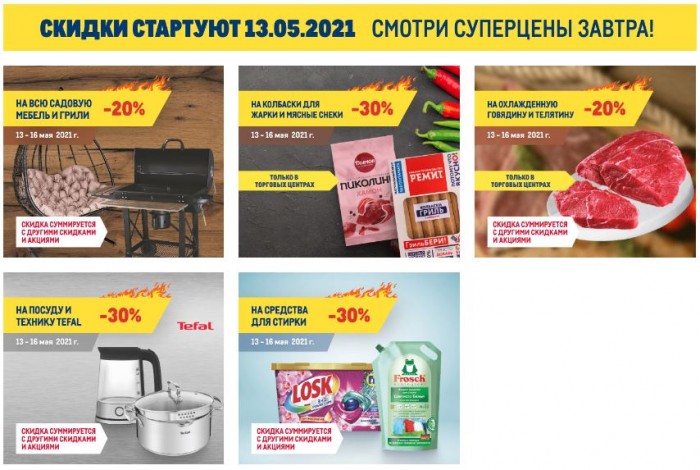 СКИДКИ СТАРТУЮТ 13.05.2021 СМОТРИ СУПЕРЦЕНЫ ЗАВТРА!
НА ВСЮ САДОВУЮ
МЕБЕЛЬ И ГРИЛИ
-20%
13 - 16 мая 2021 г.
СКИДКА СУММИРУЕТСЯ
С ДРУГИМИ СКИДКАМИ
И АКЦИЯМИ
НА КОЛБАСКИ ДЛЯ
ЖАРКИ И МЯСНЫЕ СНЕКИ
-30%
13 - 16 мая 2021 г.
ТОЛЬКО В
ТОРГОВЫХ ЦЕНТРАХ
ПИКОЛИНИ
РЕМИТ
ГРИЛЬ
ГрильБЕРИ!
НА ОХЛАЖДЕННУЮ
ГОВЯДИНУ И ТЕЛЯТИНУ
-20%
13 - 16 мая 2021 г.
ТОЛЬКО В
ТОРГОВЫХ ЦЕНТРАХ
СКИДКА СУММИРУЕТСЯ
С ДРУГИМИ СКИДКАМИ
И АКЦИЯМИ
НА ПОСУДУ И
ТЕХНИКУ TEFAL
-30%
13 - 16 мая 2021 г.
Tefal
СКИДКА СУММИРУЕТСЯ
С ДРУГИМИ СКИДКАМИ
И АКЦИЯМИ
НА СРЕДСТВА
ДЛЯ СТИРКИ
-30%
13 - 16 мая 2021 г.
LOSK
Frosch
СКИДКА СУММИРУЕТСЯ
С ДРУГИМИ СКИДКАМИ
И АКЦИЯМИ